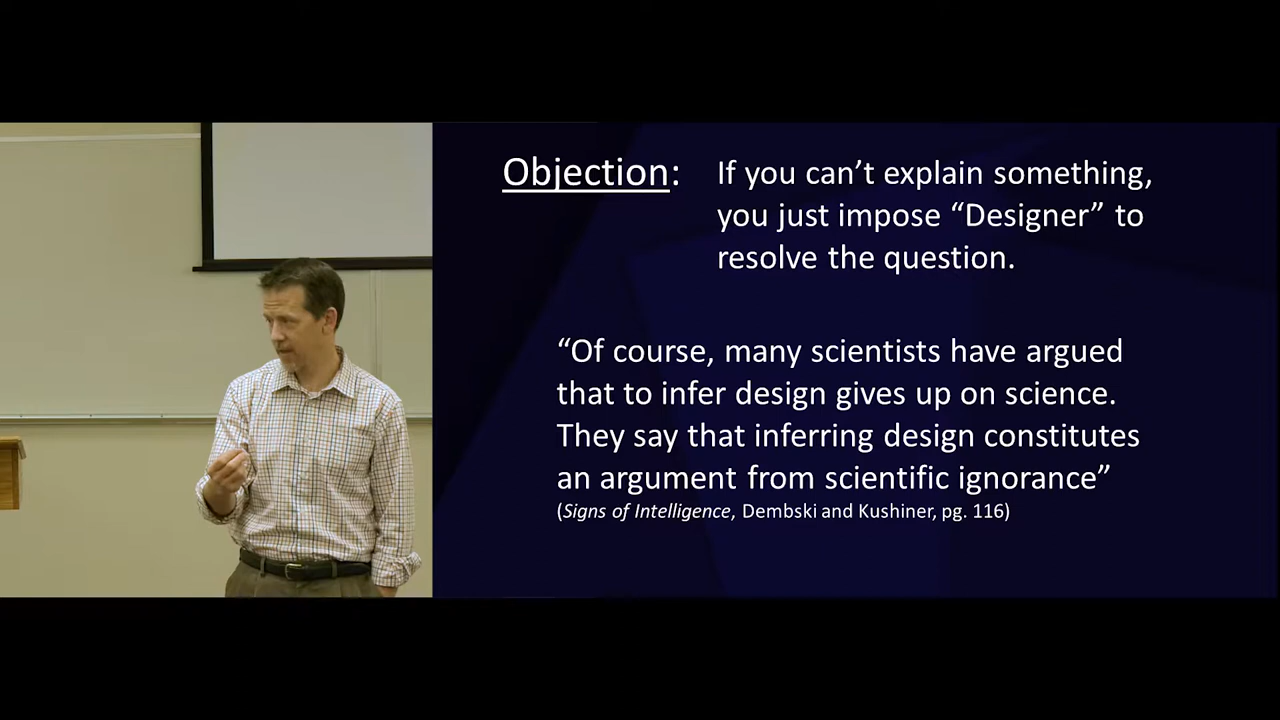 Objection: If you can’t explain something,
you just impose “Designer” to
resolve the question.
“Of course, many scientists have argued
that to infer design gives up on science.
They say that inferring design constitutes
an argument from scientific ignorance”
(Signs of Intelligence, Dembski and Kushiner, pg. 116)